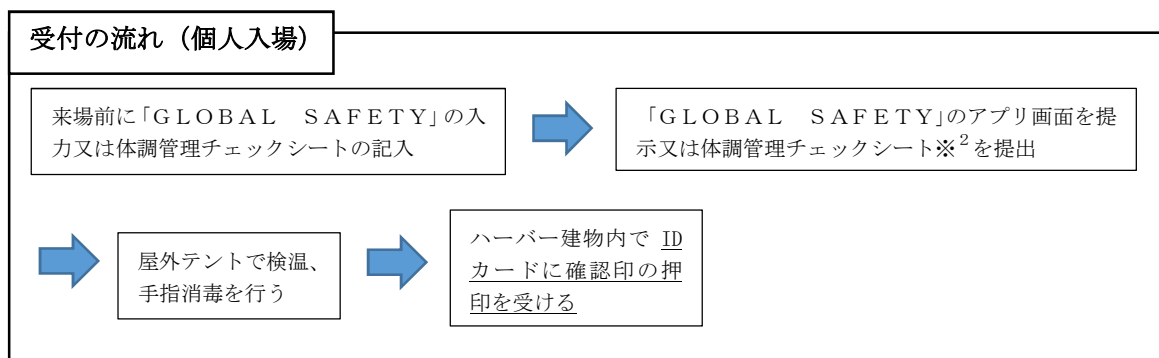 受付の流れ（個人入場）
来場前に「ＧＬＯＢＡＬ　ＳＡＦＥＴＹ」の入
力又は体調管理チェックシートの記入
「ＧＬＯＢＡＬ　ＳＡＦＥＴＹ」のアプリ画面を提
示又は体調管理チェックシート※²を提出
屋外テントで検温、
手指消毒を行う
ハーバー建物内で ID
カードに確認印の押
印を受ける